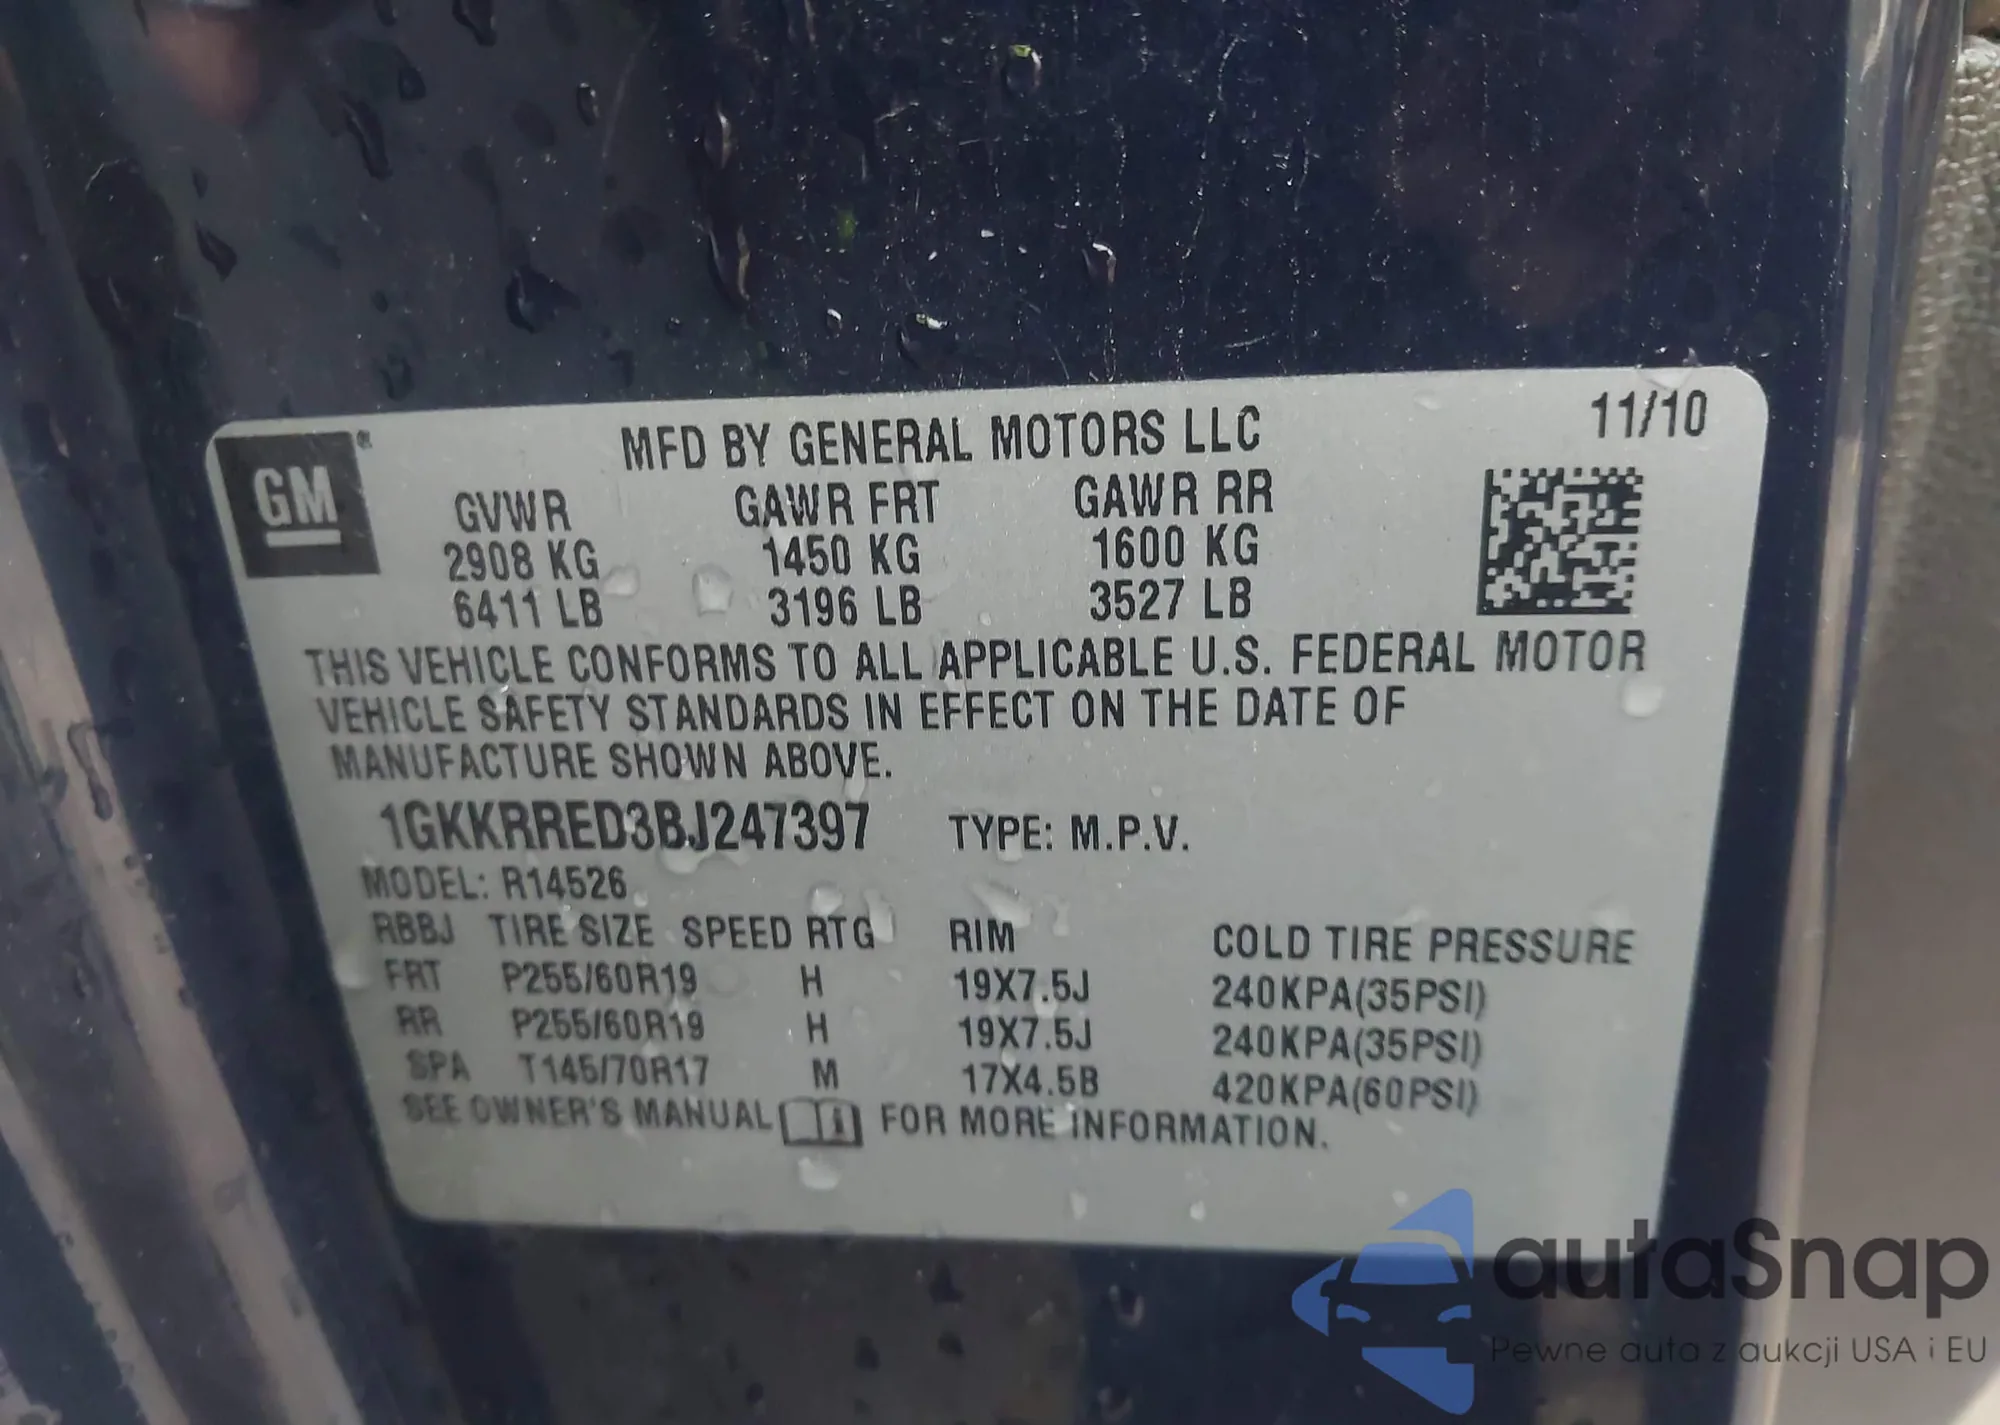 GM ®
MFD BY GENERAL MOTORS LLC 11/10
GVWR GAWR FRT GAWR RR
2908 KG 1450 KG 1600 KG
6411 LB 3196 LB 3527 LB
THIS VEHICLE CONFORMS TO ALL APPLICABLE U.S. FEDERAL MOTOR
VEHICLE SAFETY STANDARDS IN EFFECT ON THE DATE OF
MANUFACTURE SHOWN ABOVE.
1GKKRRED3BJ247397 TYPE: M.P.V.
MODEL: R14526
RBBJ TIRE SIZE SPEED RTG RIM COLD TIRE PRESSURE
FRT P255/60R19 H 19X7.5J 240KPA(35PSI)
RR P255/60R19 H 19X7.5J 240KPA(35PSI)
SPA T145/70R17 M 17X4.5B 420KPA(60PSI)
SEE OWNER'S MANUAL FOR MORE INFORMATION.
autaSnap
Pewne auta z aukcji USA i EU